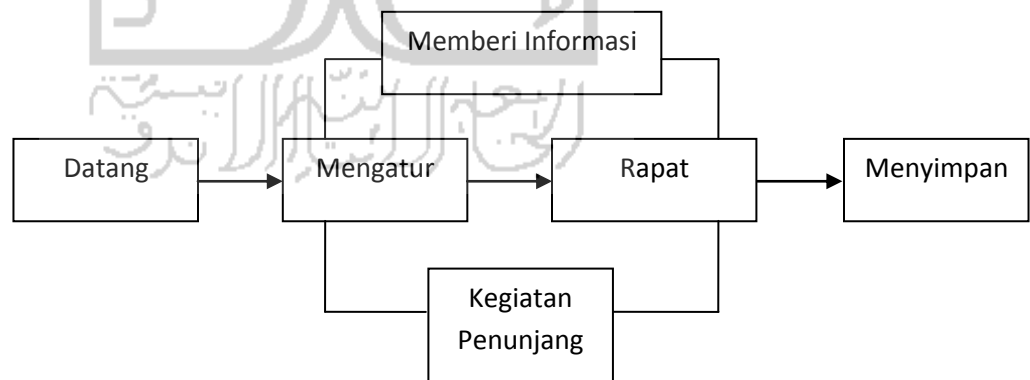 Memberi Informasi
Datang
Mengatur
Rapat
Menyimpan
Kegiatan
Penunjang